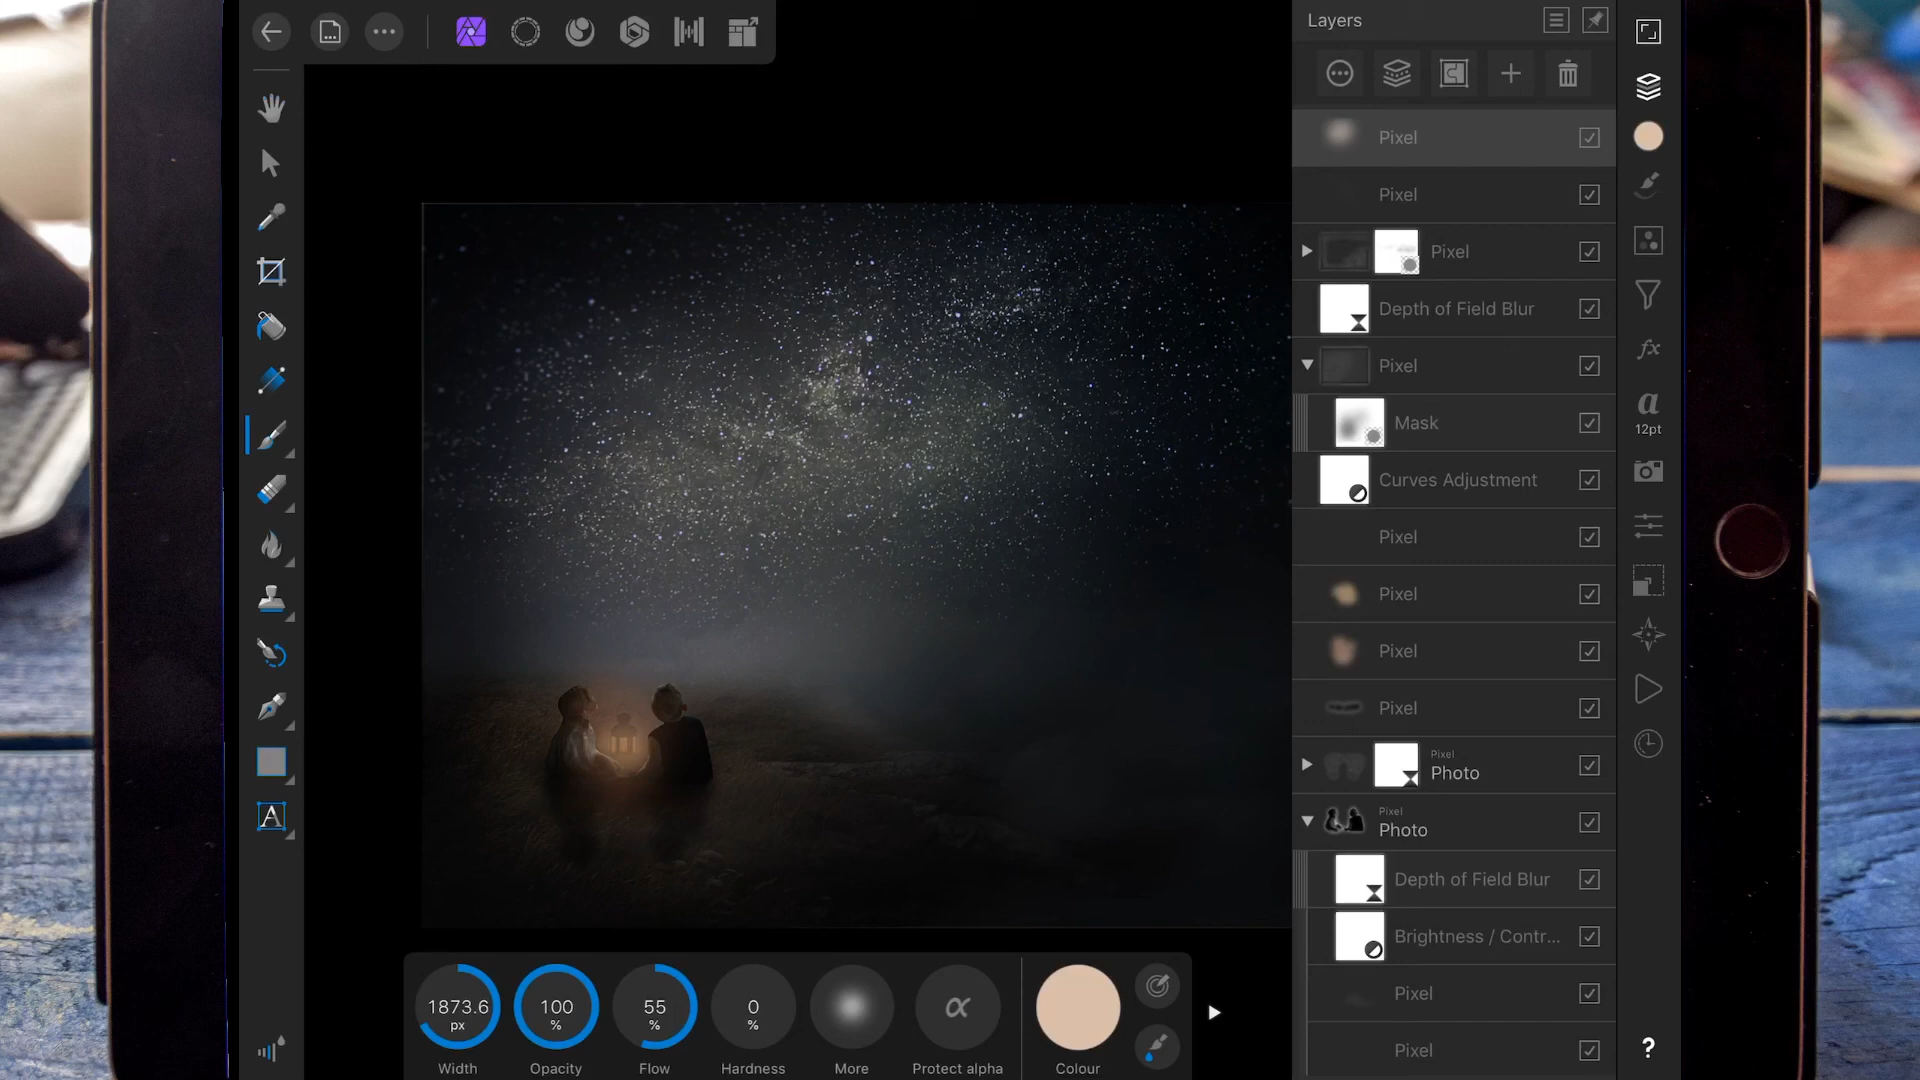 Layers
Pixel
Pixel
Pixel
Depth of Field Blur
Pixel
Mask
Curves Adjustment
Pixel
Pixel
Pixel
Pixel
Pixel
Photo
Pixel
Photo
Depth of Field Blur
Brightness / Contr...
Pixel
Pixel
fx
a
12pt
A
?
1873.6
px
Width
100
%
Opacity
55
%
Flow
0
%
Hardness
More
α
Protect alpha
Colour